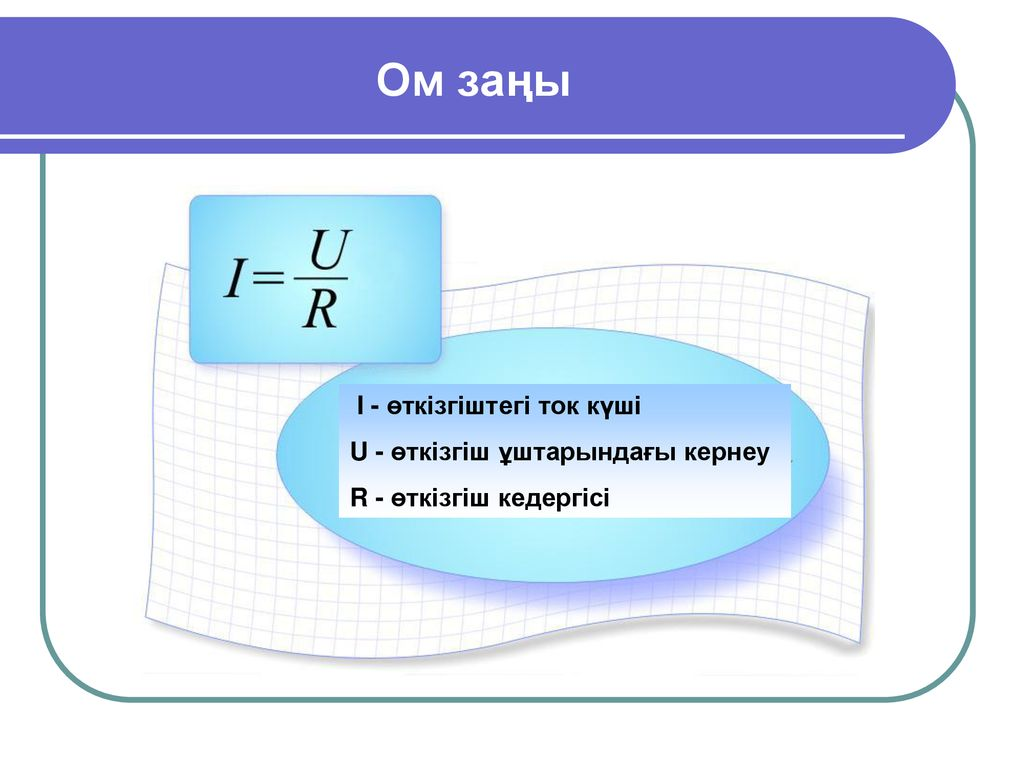 Ом заңы
I = U/R
I - өткізгіштегі ток күші
U - өткізгіш ұштарындағы кернеу
R - өткізгіш кедергісі